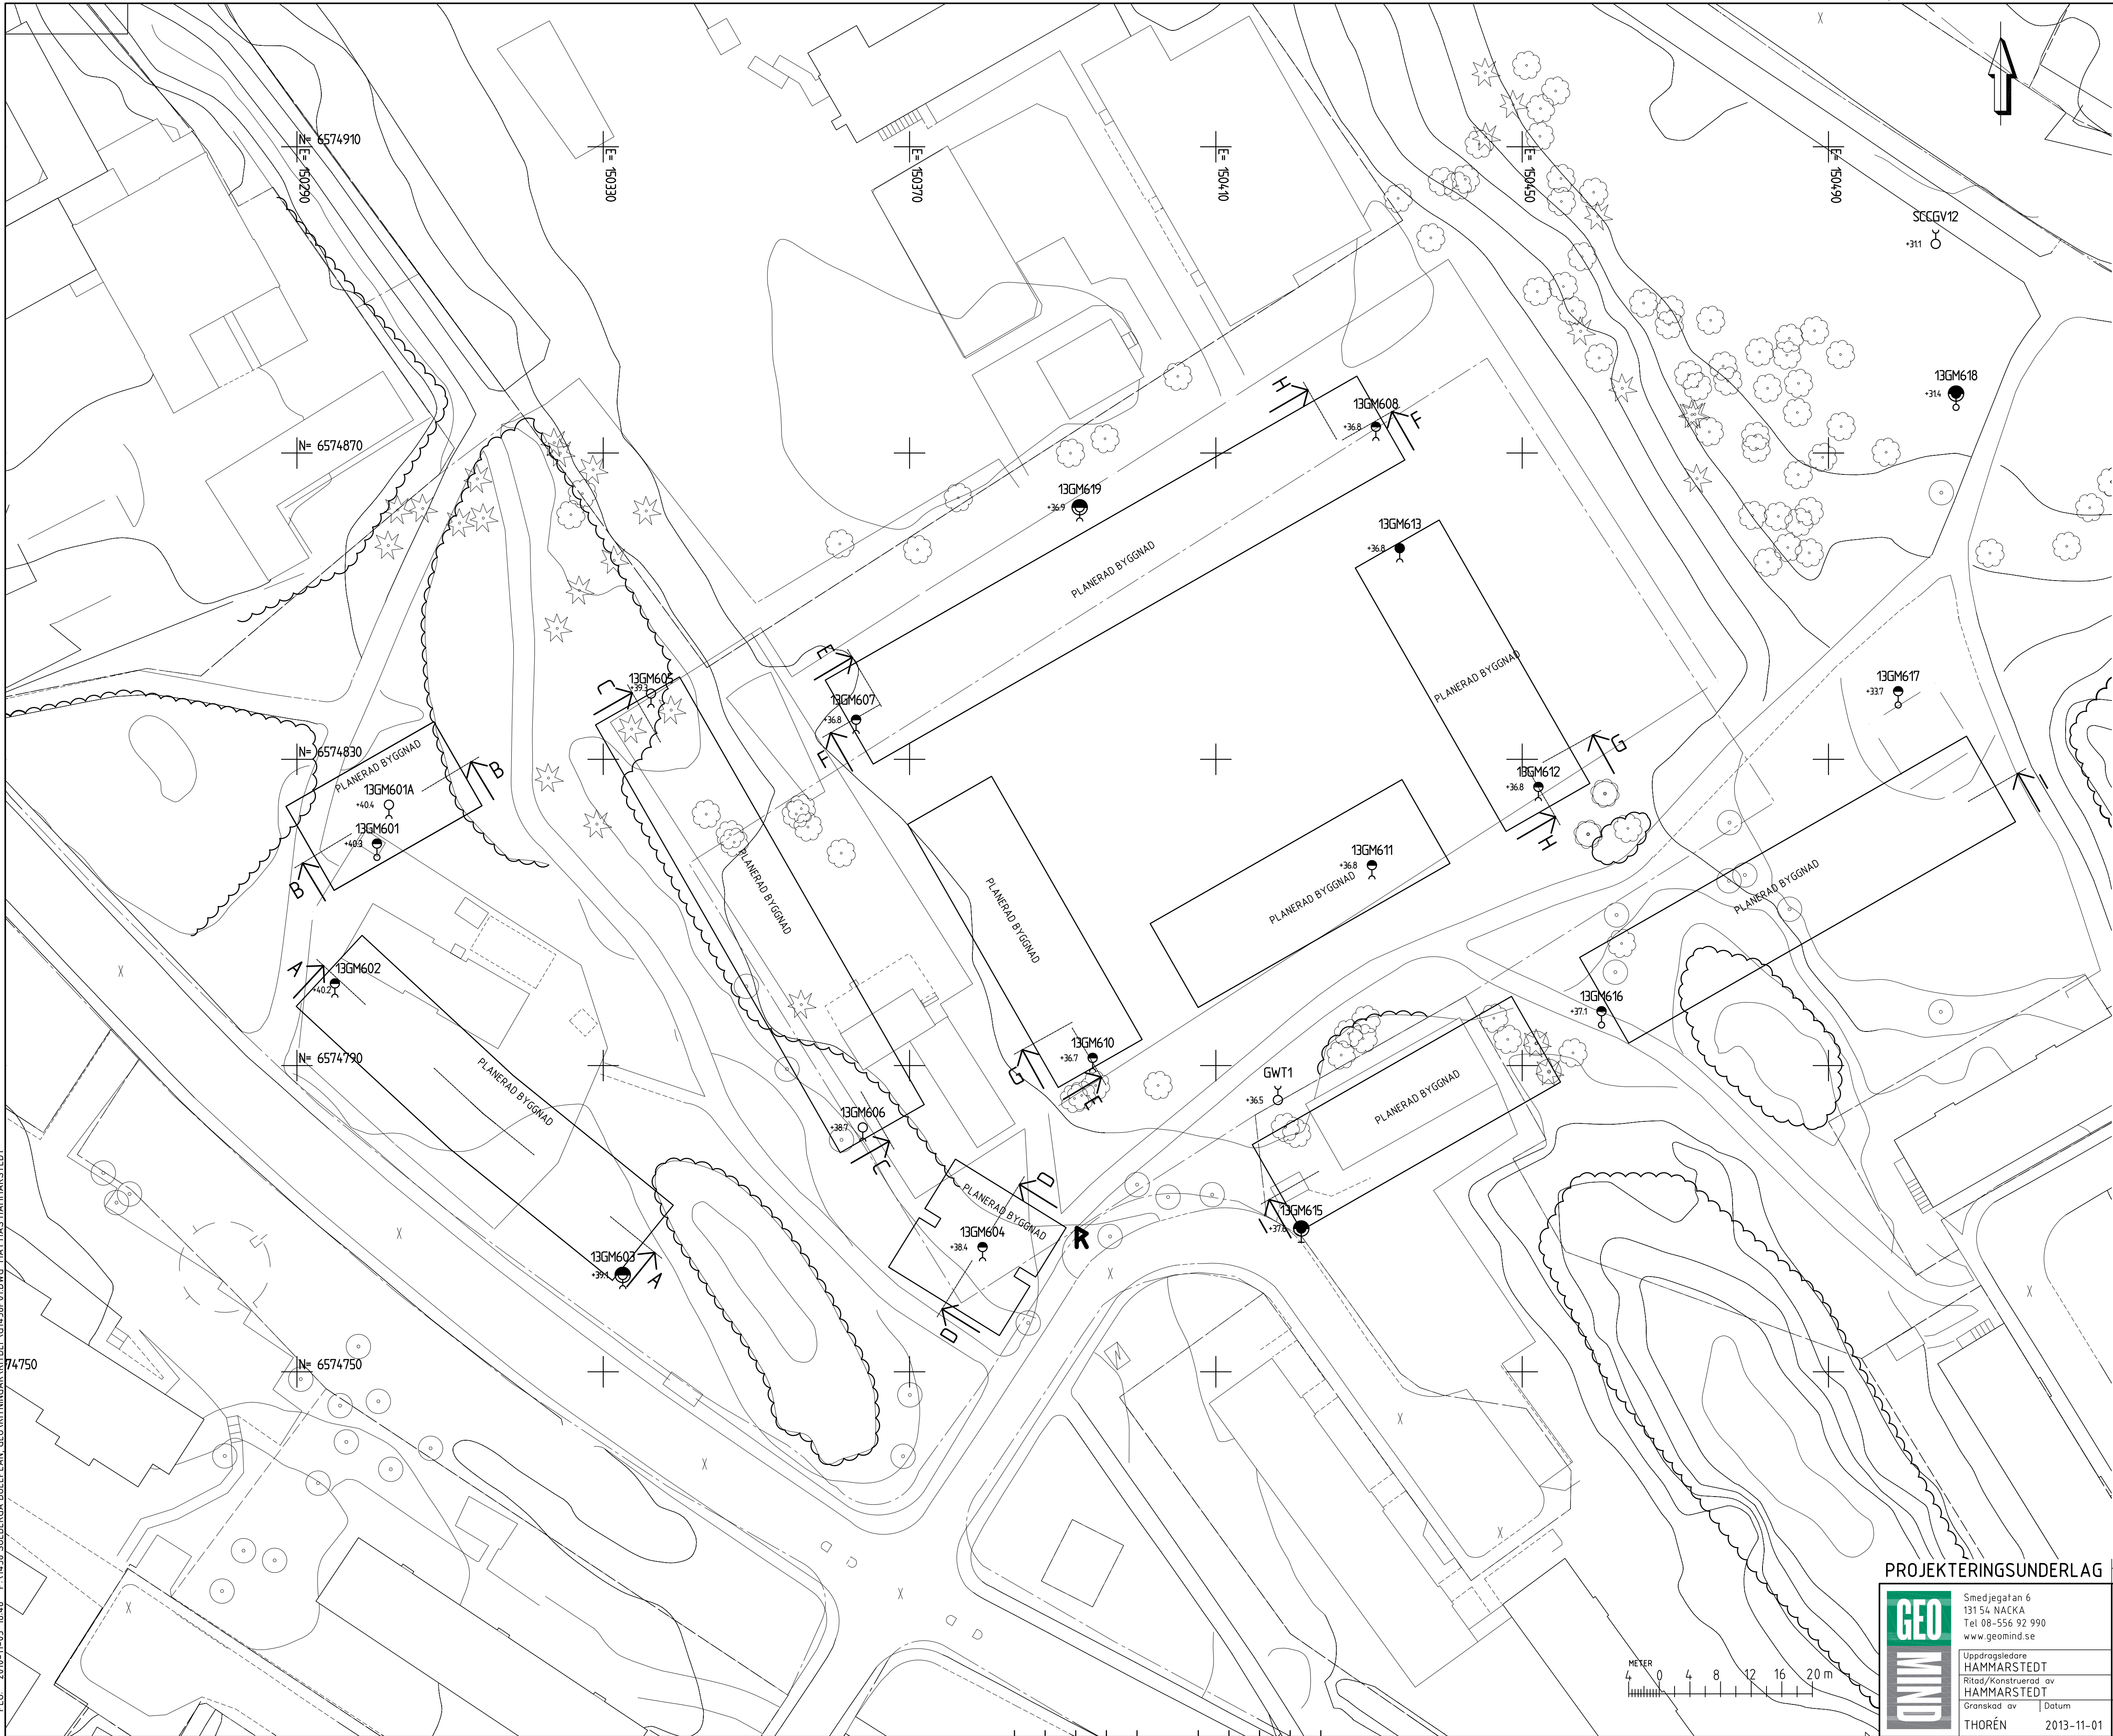 N= 6574910
E= 150290
E= 150330
E= 150370
E= 150410
E= 150450
E= 150490
SCCGV12
+31.1
13GM618
+31.4
13GM608
+36.8
H
F
N= 6574870
13GM619
+36.9
13GM613
+36.8
PLANERAD BYGGNAD
PLANERAD BYGGNAD
E
C
13GM605
+39.3
13GM607
+36.8
F
13GM617
+33.7
N= 6574830
PLANERAD BYGGNAD
B
13GM601A
+40.4
13GM601
+40.3
B
G
13GM612
+36.8
H
I
13GM611
+36.8
PLANERAD BYGGNAD
PLANERAD BYGGNAD
PLANERAD BYGGNAD
PLANERAD BYGGNAD
A
13GM602
+40.2
13GM616
+37.1
N= 6574790
PLANERAD BYGGNAD
13GM610
+36.7
G
E
GWT1
+36.5
PLANERAD BYGGNAD
13GM606
+38.7
C
D
PLANERAD BYGGNAD
13GM604
+38.4
R
I
13GM615
13GM603
+39.1
A
D
74750
N= 6574750
PROJEKTERINGSUNDERLAG
GEO
MIND
Smedjegatan 6
131 54 NACKA
Tel 08-556 92 990
www.geomind.se
Uppdragsledare
HAMMARSTEDT
Ritad/Konstruerad av
HAMMARSTEDT
Granskad av Datum
THORÉN 2013-11-01
METER
4 0 4 8 12 16 20 m